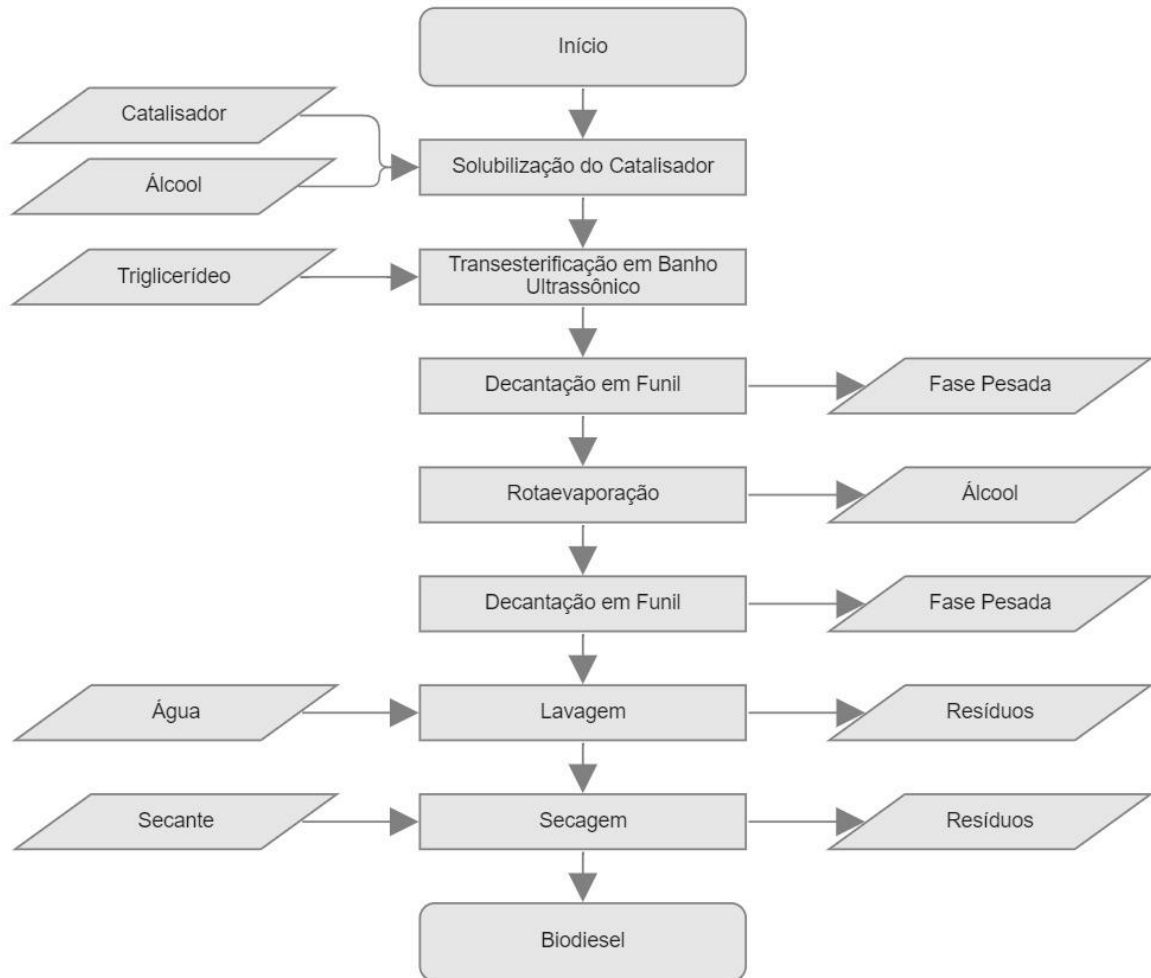 Início
Catalisador
Álcool
Solubilização do Catalisador
Triglicerídeo
Transesterificação em Banho
Ultrassônico
Decantação em Funil
Fase Pesada
Rotaevaporação
Álcool
Decantação em Funil
Fase Pesada
Água
Lavagem
Resíduos
Secante
Secagem
Resíduos
Biodiesel